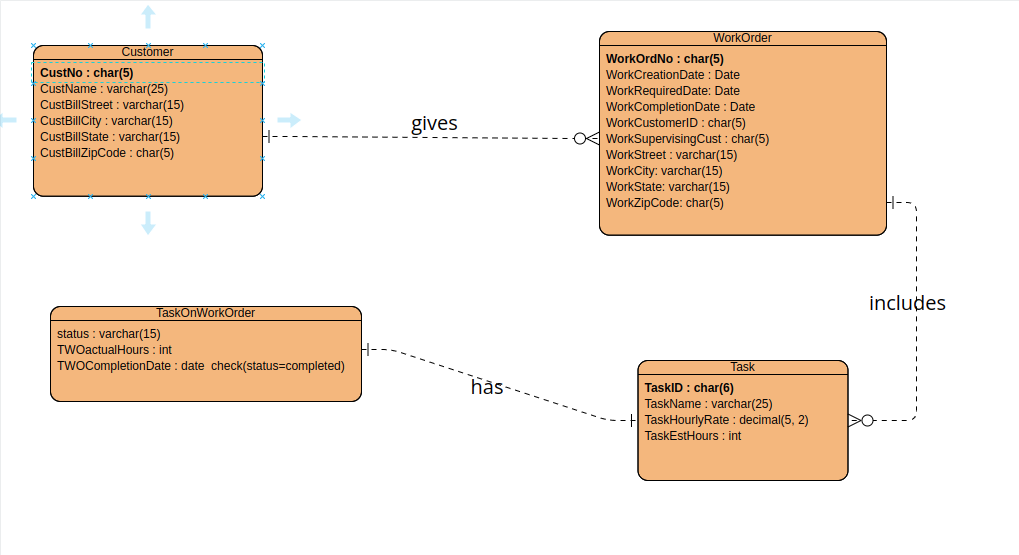 Customer
CustNo : char(5)
CustName : varchar(25)
CustBillStreet : varchar(15)
CustBillCity : varchar(15)
CustBillState : varchar(15)
CustBillZipCode : char(5)
gives
WorkOrder
WorkOrdNo : char(5)
WorkCreationDate : Date
WorkRequiredDate: Date
WorkCompletionDate : Date
WorkCustomerID : char(5)
WorkSupervisingCust : char(5)
WorkStreet : varchar(15)
WorkCity: varchar(15)
WorkState: varchar(15)
WorkZipCode: char(5)
includes
TaskOnWorkOrder
status : varchar(15)
TWOactualHours : int
TWOCompletionDate : date check(status=completed)
has
Task
TaskID : char(6)
TaskName : varchar(25)
TaskHourlyRate : decimal(5, 2)
TaskEstHours : int